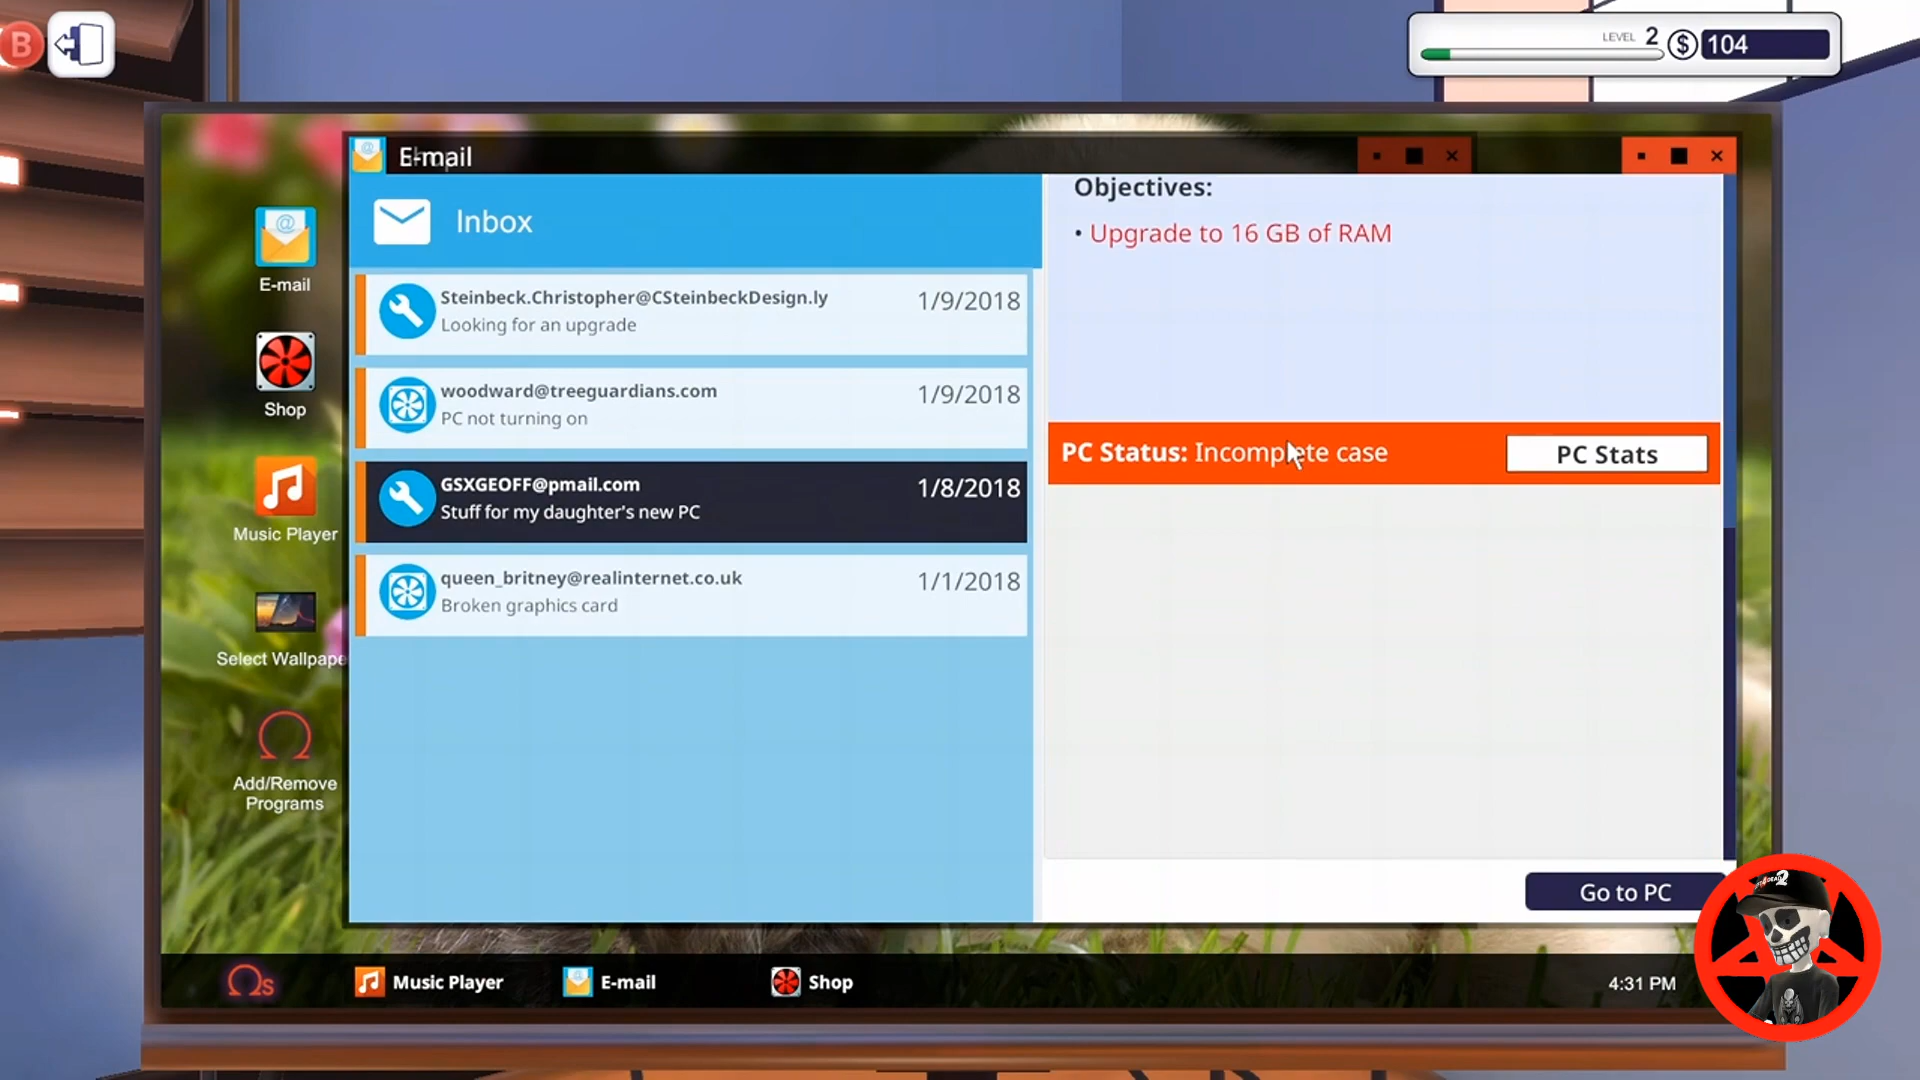 B
LEVEL 2
$ 104
E-mail
Inbox
Steinbeck.Christopher@CSteinbeckDesign.ly
1/9/2018
Looking for an upgrade
woodward@treeguardians.com
1/9/2018
PC not turning on
GSXGEOFF@pmail.com
1/8/2018
Stuff for my daughter's new PC
queen_britney@realinternet.co.uk
1/1/2018
Broken graphics card
Objectives:
• Upgrade to 16 GB of RAM
PC Status: Incomplete case
PC Stats
Go to PC
E-mail
Shop
Music Player
Select Wallpape
Add/Remove
Programs
Ωs
Music Player
E-mail
Shop
4:31 PM